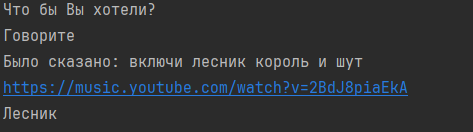 Что бы Вы хотели?
Говорите
Было сказано: включи лесник король и шут
https://music.youtube.com/watch?v=2BdJ8piaEkA
Лесник